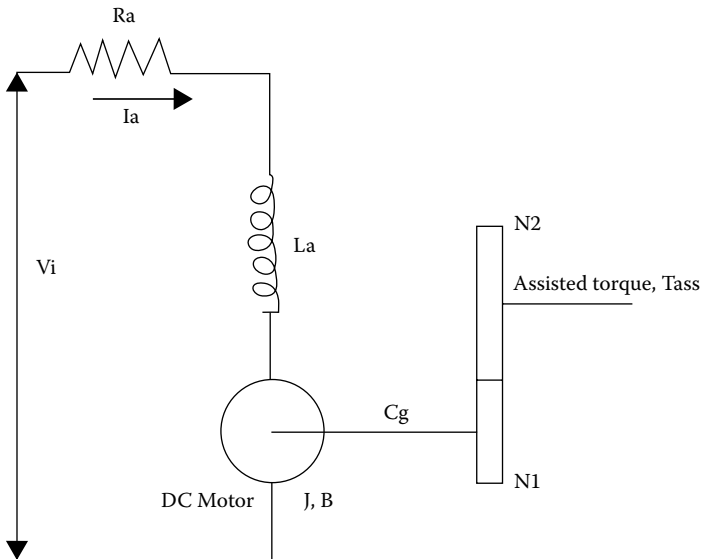 Ra
Ia
La
Vi
N2
Assisted torque, Tass
Cg
N1
DC Motor
J, B